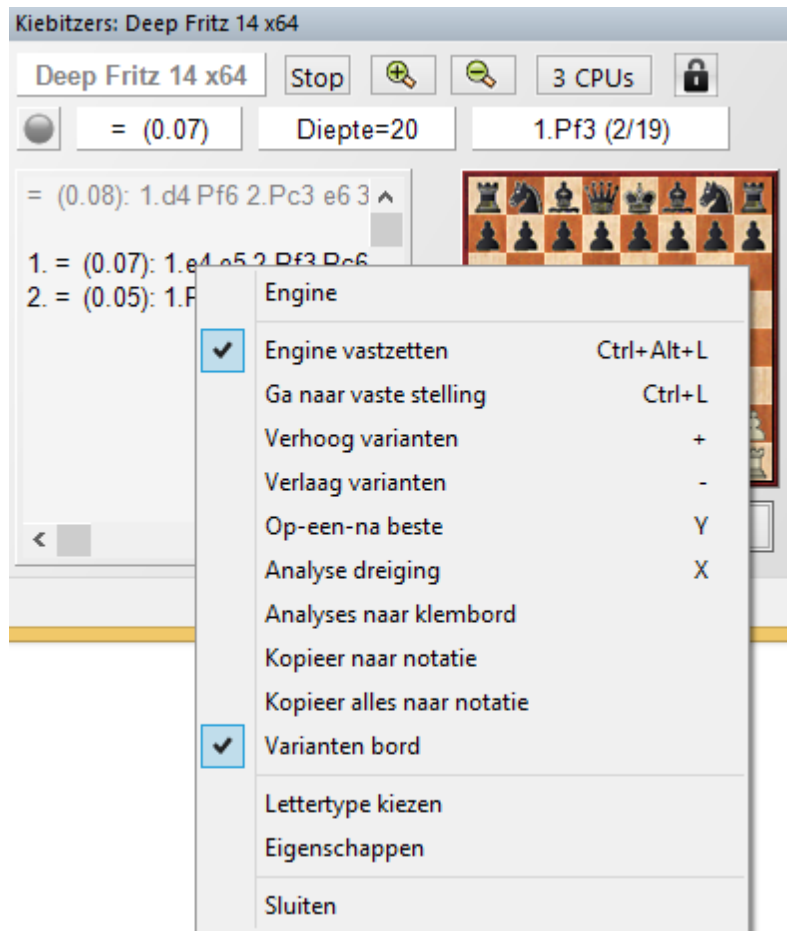 Kiebitzers: Deep Fritz 14 x64
Deep Fritz 14 x64 Stop 3 CPUs
= (0.07) Diepte=20 1.Pf3 (2/19)
= (0.08): 1.d4 Pf6 2.Pc3 e6 3
1. = (0.07): 1.e4 e5 2.Pf3 Pc6
2. = (0.05): 1.P
Engine
Engine vastzetten Ctrl+Alt+L
Ga naar vaste stelling Ctrl+L
Verhoog varianten +
Verlaag varianten -
Op-een-na beste Y
Analyse dreiging X
Analyses naar klembord
Kopieer naar notatie
Kopieer alles naar notatie
Varianten bord
Lettertype kiezen
Eigenschappen
Sluiten